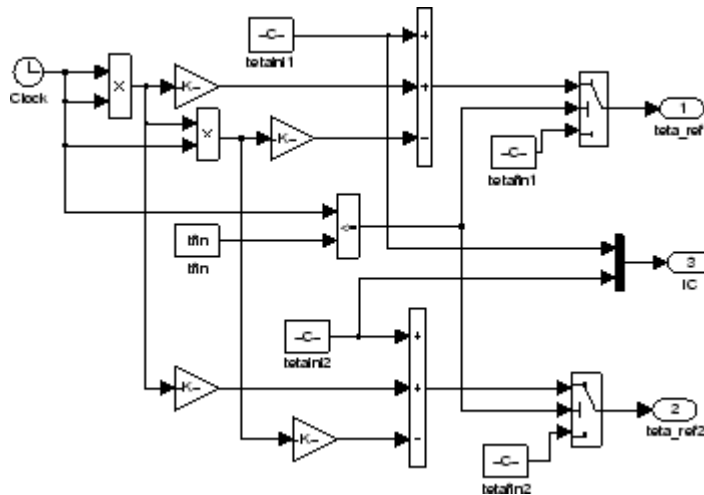 -C-
tetaini1
Clock
×
-K-
+
+
-
×
-K-
-C-
tetafin1
1
teta_ref
<=
tfin
tfin
3
IC
-C-
tetaini2
+
+
-
-K-
-K-
-C-
tetafin2
2
teta_ref2